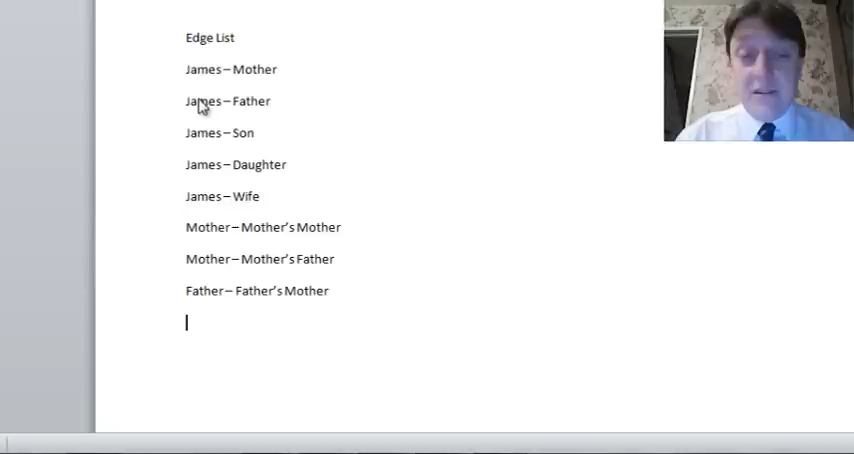 Edge List
James – Mother
James – Father
James – Son
James – Daughter
James – Wife
Mother – Mother's Mother
Mother – Mother's Father
Father – Father's Mother